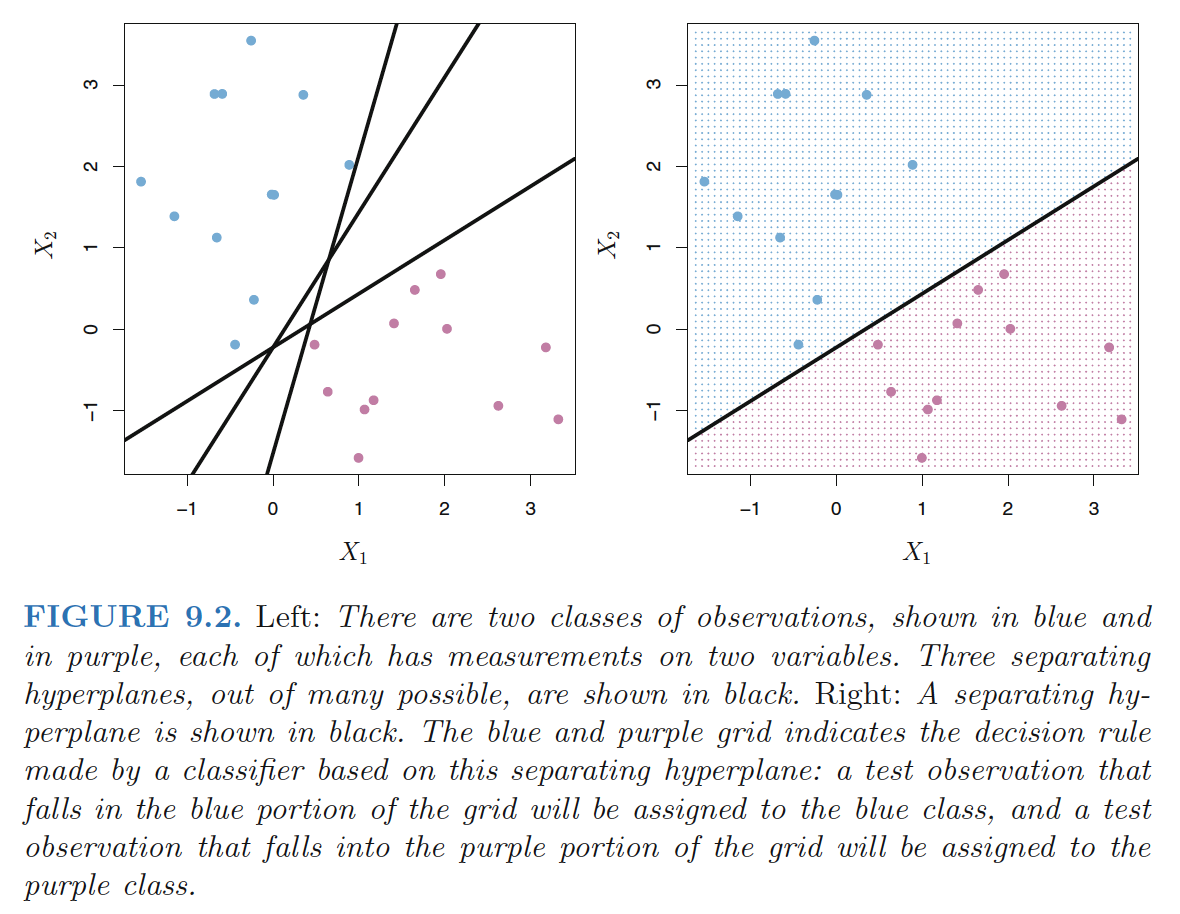 3
2
1
0
−1
X2
−1
0
1
2
3
X1
3
2
1
0
−1
X2
−1
0
1
2
3
X1
FIGURE 9.2. Left: There are two classes of observations, shown in blue and
in purple, each of which has measurements on two variables. Three separating
hyperplanes, out of many possible, are shown in black. Right: A separating hy-
perplane is shown in black. The blue and purple grid indicates the decision rule
made by a classifier based on this separating hyperplane: a test observation that
falls in the blue portion of the grid will be assigned to the blue class, and a test
observation that falls into the purple portion of the grid will be assigned to the
purple class.